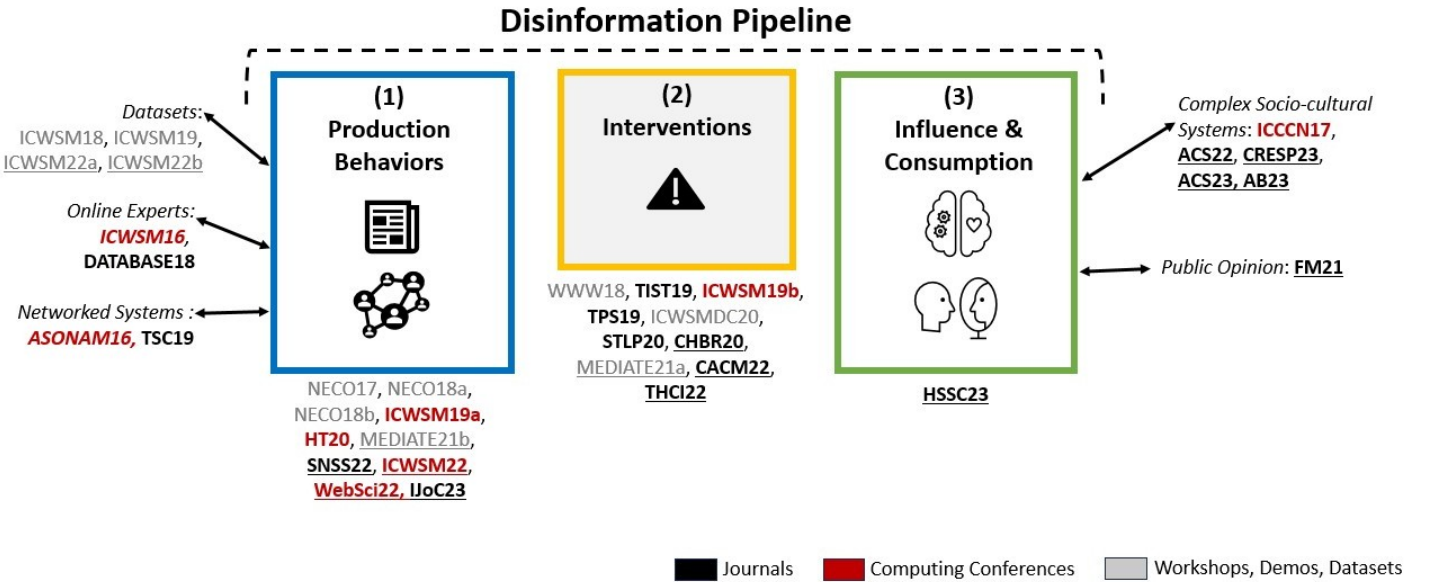 Disinformation Pipeline
Datasets:
ICWSM18, ICWSM19,
ICWSM22a, ICWSM22b
Online Experts:
ICWSM16,
DATABASE18
Networked Systems :
ASONAM16, TSC19
(1)
Production
Behaviors
NECO17, NECO18a,
NECO18b, ICWSM19a,
HT20, MEDIATE21b,
SNSS22, ICWSM22,
WebSci22, IJoC23
(2)
Interventions
WWW18, TIST19, ICWSM19b,
TPS19, ICWSMDC20,
STLP20, CHBR20,
MEDIATE21a, CACM22,
THCI22
(3)
Influence &
Consumption
HSSC23
Complex Socio-cultural
Systems: ICCCN17,
ACS22, CRESP23,
ACS23, AB23
Public Opinion: FM21
Journals
Computing Conferences
Workshops, Demos, Datasets